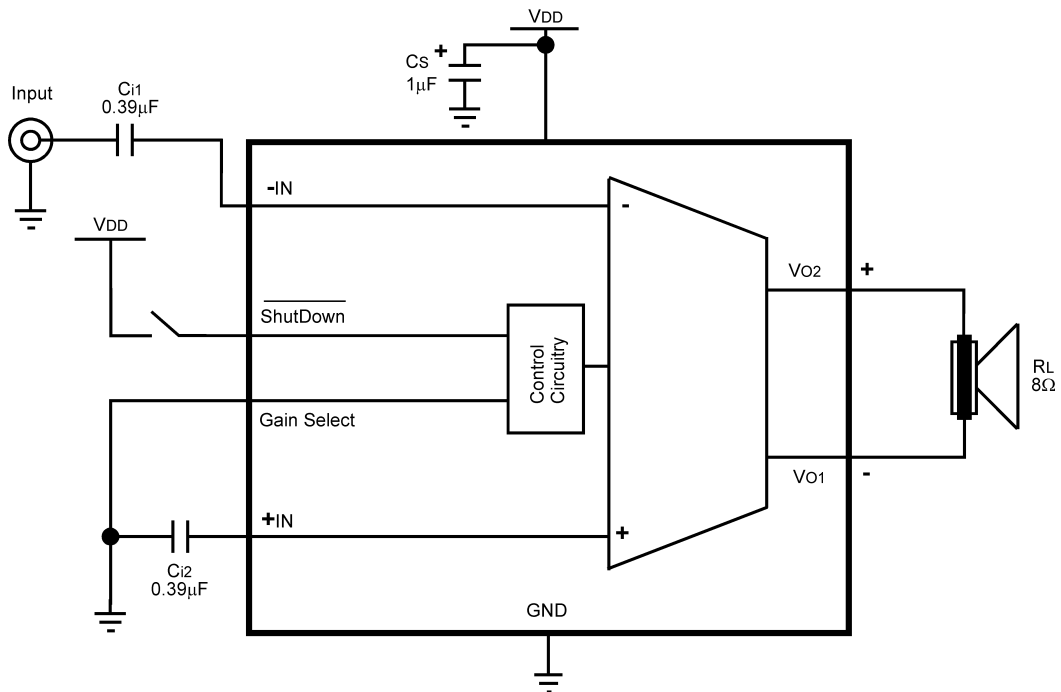 VDD
CS +
1µF
Input
Ci1
0.39µF
-IN
-
VDD
VO2 +
ShutDown
Control
Circuitry
RL
8Ω
Gain Select
VO1 -
+IN
+
Ci2
0.39µF
GND